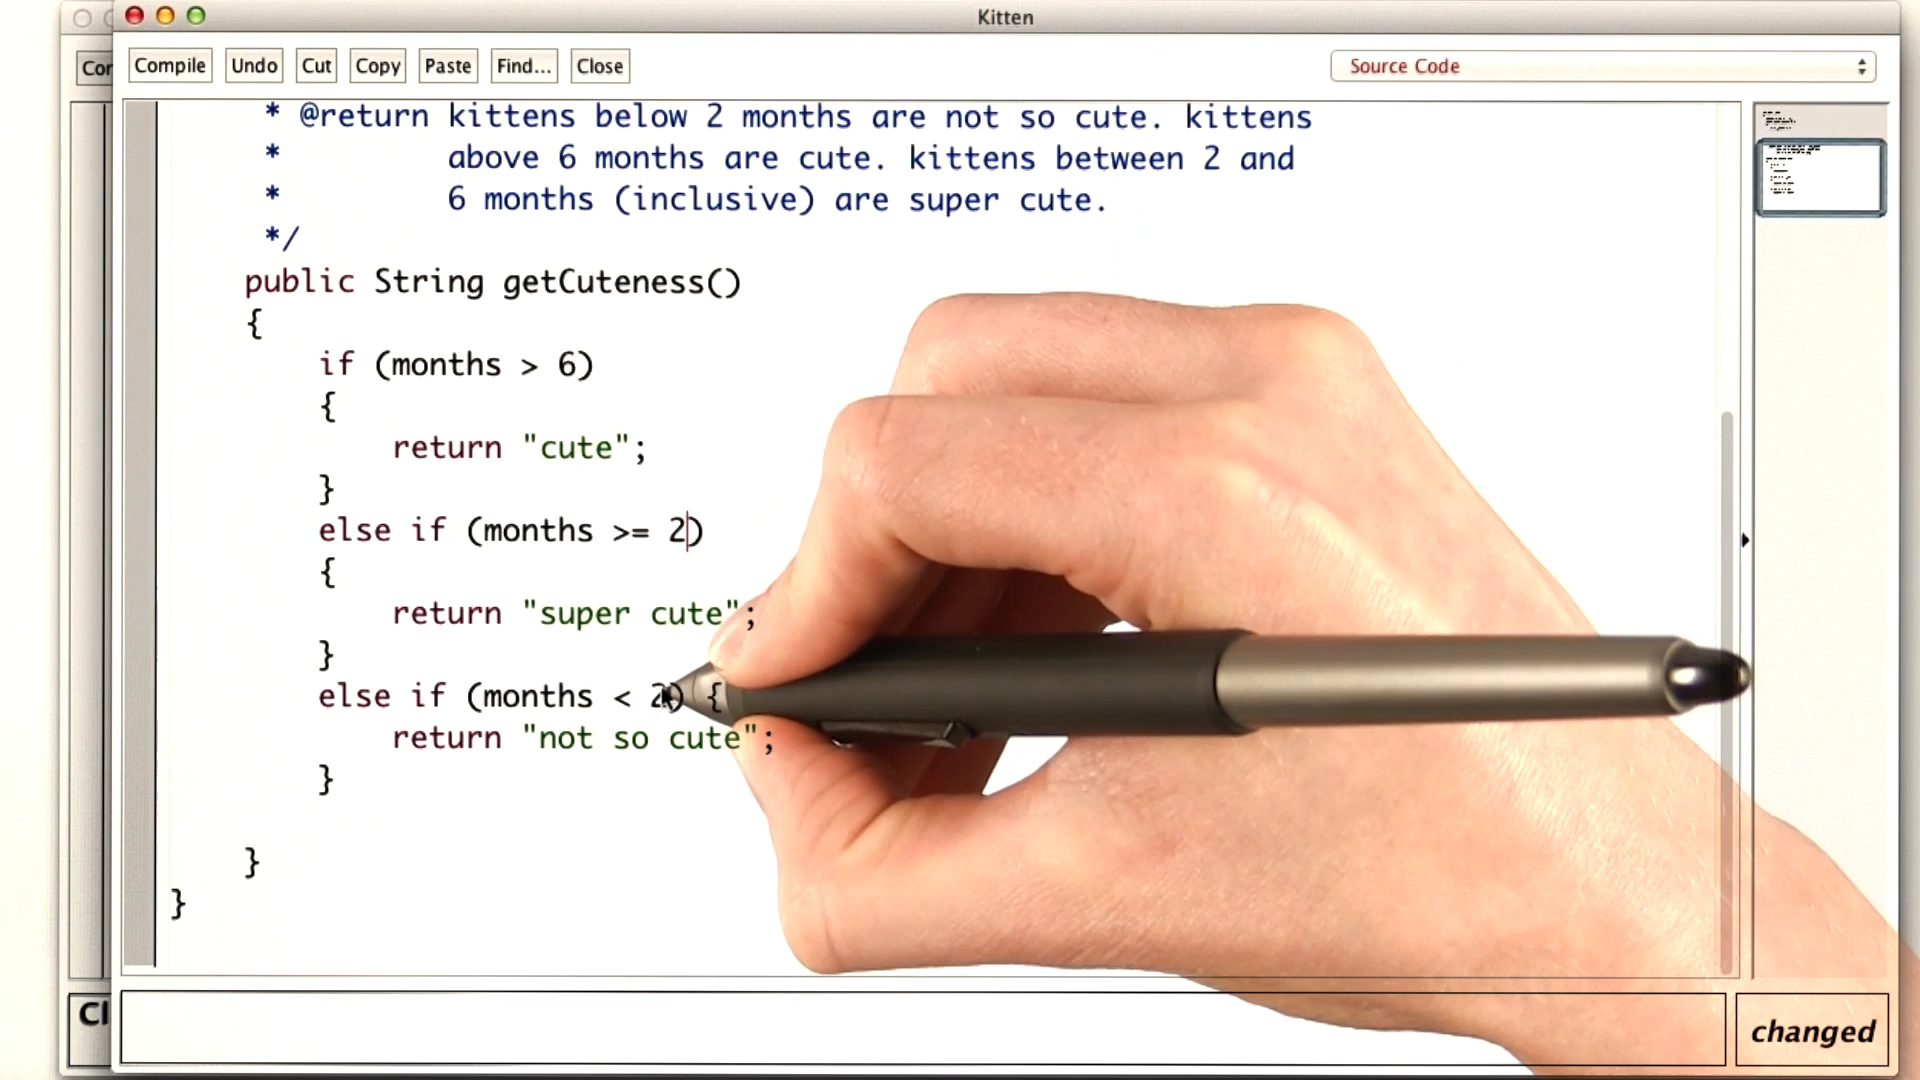 Kitten
Cor
Compile Undo Cut Copy Paste Find... Close Source Code
* @return kittens below 2 months are not so cute. kittens
* above 6 months are cute. kittens between 2 and
* 6 months (inclusive) are super cute.
*/
public String getCuteness()
{
if (months > 6)
{
return "cute";
}
else if (months >= 2)
{
return "super cute";
}
else if (months < 2) {
return "not so cute";
}
}
}
Cl
changed